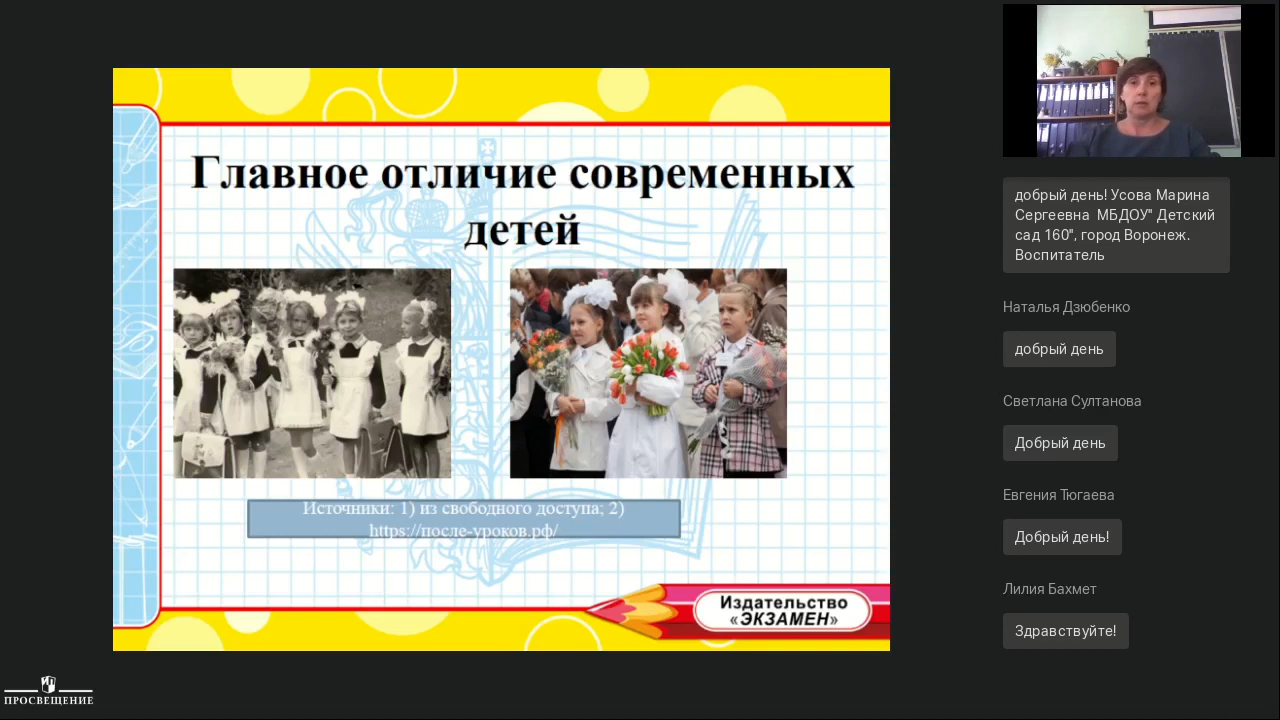 Главное отличие современных
детей
Источники: 1) из свободного доступа; 2)
https://после-уроков.рф/
Издательство
«ЭКЗАМЕН»
ПРОСВЕЩЕНИЕ
добрый день! Усова Марина
Сергеевна МБДОУ" Детский
сад 160", город Воронеж.
Воспитатель
Наталья Дзюбенко
добрый день
Светлана Султанова
Добрый день
Евгения Тюгаева
Добрый день!
Лилия Бахмет
Здравствуйте!